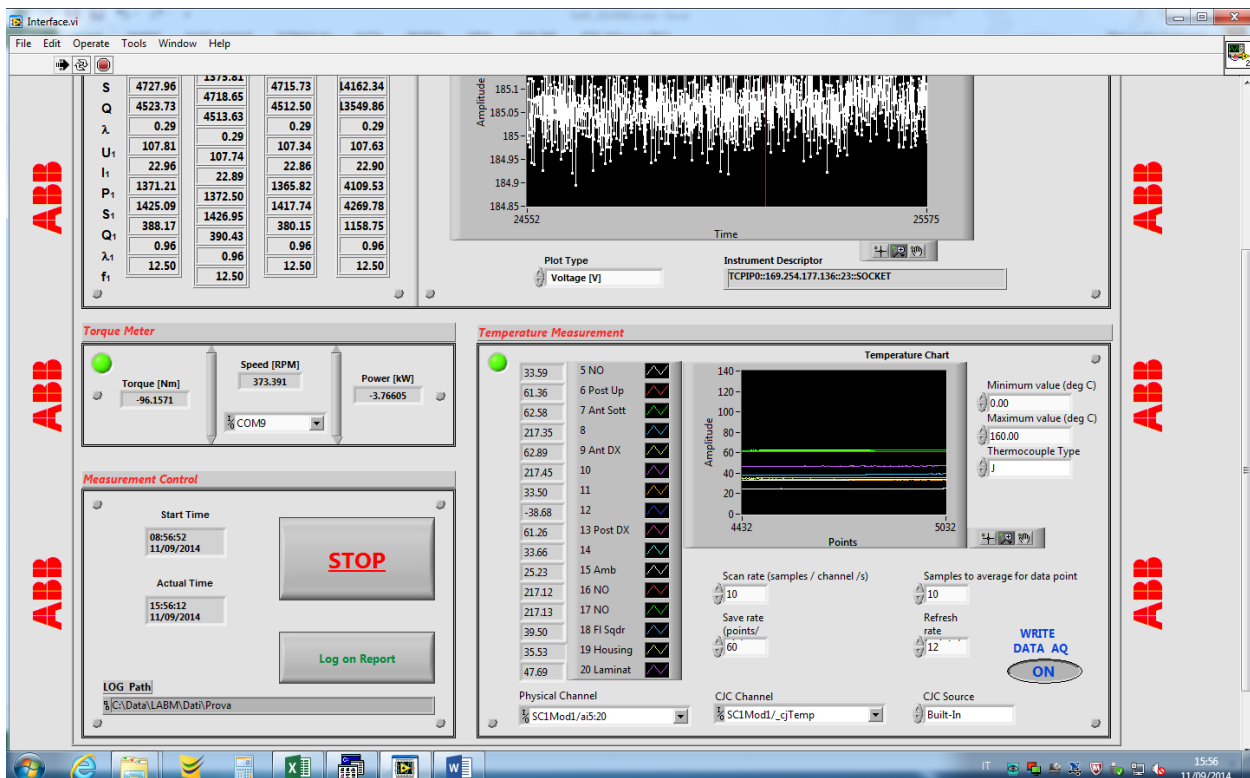 Interface.vi
File Edit Operate Tools Window Help
S 4727.96 4718.65 4715.73 14162.34
Q 4523.73 4513.63 4512.50 13549.86
λ 0.29 0.29 0.29 0.29
U1 107.81 107.74 107.34 107.63
I1 22.96 22.89 22.86 22.90
P1 1371.21 1372.50 1365.82 4109.53
S1 1425.09 1426.95 1417.74 4269.78
Q1 388.17 390.43 380.15 1158.75
λ1 0.96 0.96 0.96 0.96
f1 12.50 12.50 12.50 12.50
Amplitude
185.1
185.05
185
184.95
184.9
184.85
24552 25575
Time
Plot Type
Voltage [V]
Instrument Descriptor
TCPIP0::169.254.177.136::23::SOCKET
ABB
ABB
ABB
ABB
ABB
ABB
Torque Meter
Torque [Nm]
-96.1571
Speed [RPM]
373.391
COM9
Power [kW]
-3.76605
Measurement Control
Start Time
08:56:52
11/09/2014
Actual Time
15:56:12
11/09/2014
STOP
Log on Report
LOG Path
C:\Data\LABM\Dati\Prova
Temperature Measurement
33.59 5 NO
61.36 6 Post Up
62.58 7 Ant Sott
217.35 8
62.89 9 Ant DX
217.45 10
33.50 11
-38.68 12
61.26 13 Post DX
33.66 14
25.23 15 Amb
217.12 16 NO
217.13 17 NO
39.50 18 Fl Sqdr
35.53 19 Housing
47.69 20 Laminat
Temperature Chart
Amplitude
140
120
100
80
60
40
20
0
4432 5032
Points
Minimum value (deg C)
0.00
Maximum value (deg C)
160.00
Thermocouple Type
J
Scan rate (samples / channel /s)
10
Samples to average for data point
10
Save rate
(points/
60
Refresh
rate
12
WRITE
DATA AQ
ON
Physical Channel
SC1Mod1/ai5:20
CJC Channel
SC1Mod1/_cjTemp
CJC Source
Built-In
IT
15:56
11/09/2014